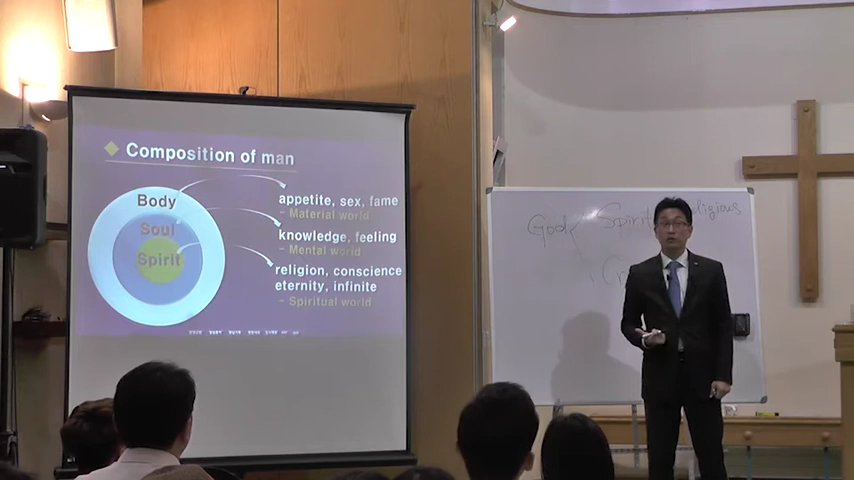 Composition of man
Body
Soul
Spirit
appetite, sex, fame
- Material world
knowledge, feeling
- Mental world
religion, conscience
eternity, infinite
- Spiritual world
God Spirit